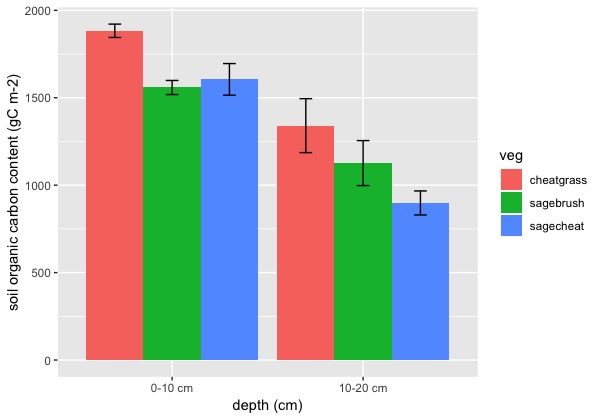 soil organic carbon content (gC m-2)
2000
1500
1000
500
0
0-10 cm
10-20 cm
depth (cm)
veg
cheatgrass
sagebrush
sagecheat